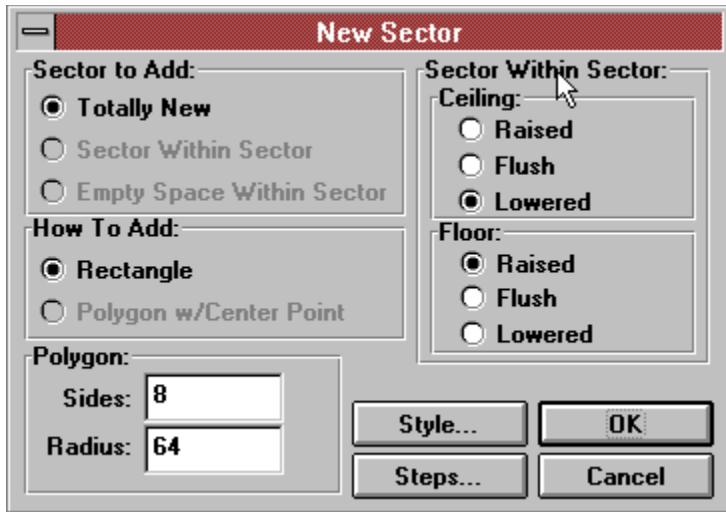 New Sector
Sector to Add:
Totally New
Sector Within Sector
Empty Space Within Sector
How To Add:
Rectangle
Polygon w/Center Point
Polygon:
Sides: 8
Radius: 64
Sector Within Sector:
Ceiling:
Raised
Flush
Lowered
Floor:
Raised
Flush
Lowered
Style... OK
Steps... Cancel